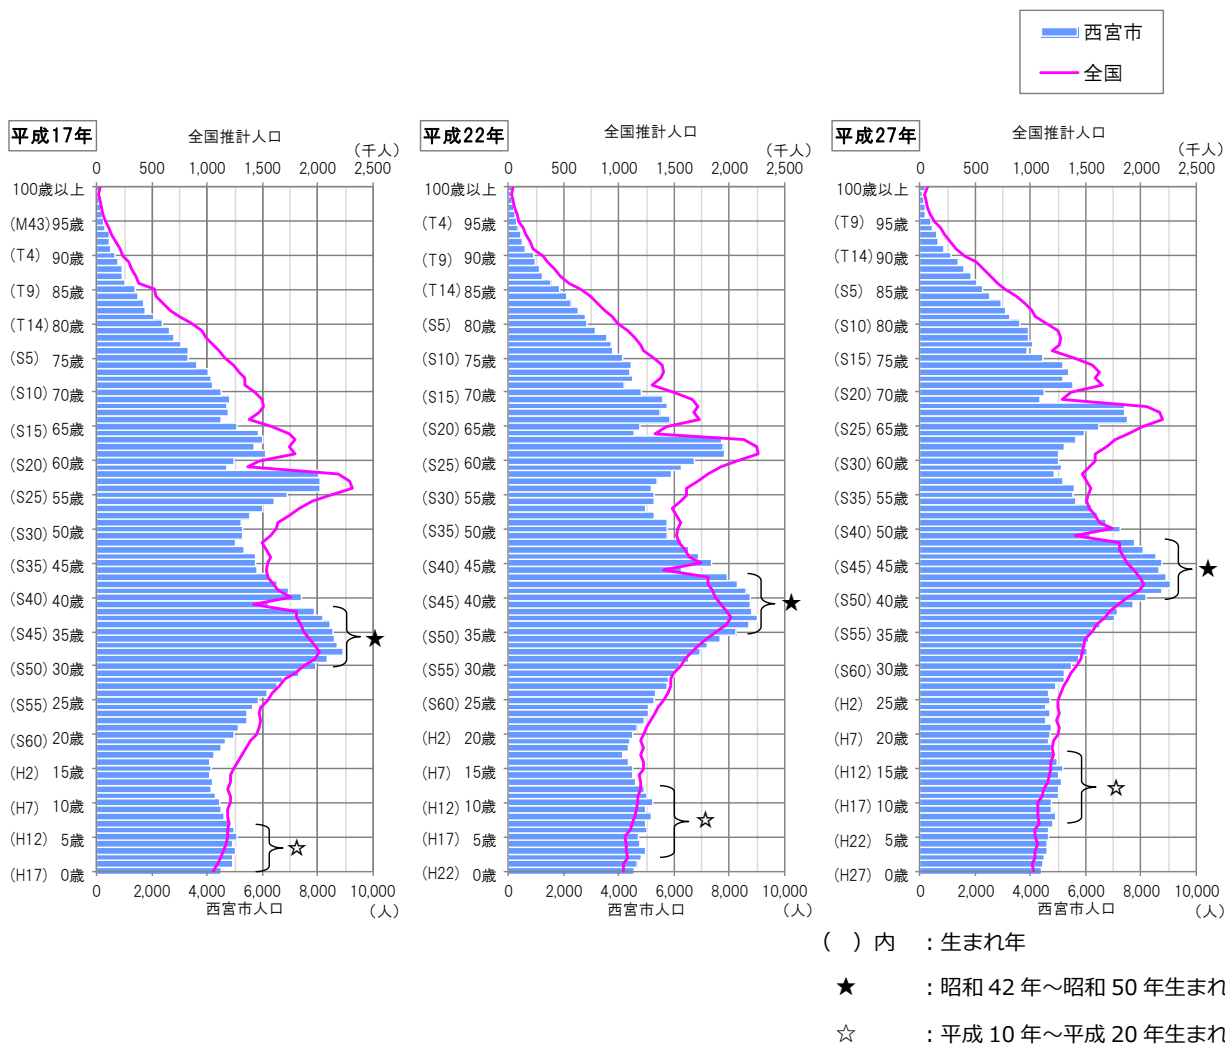 西宮市
全国
平成17年
全国推計人口
(千人)
0 500 1,000 1,500 2,000 2,500
100歳以上
(M43) 95歳
(T4) 90歳
(T9) 85歳
(T14) 80歳
(S5) 75歳
(S10) 70歳
(S15) 65歳
(S20) 60歳
(S25) 55歳
(S30) 50歳
(S35) 45歳
(S40) 40歳
(S45) 35歳
★
(S50) 30歳
(S55) 25歳
(S60) 20歳
(H2) 15歳
(H7) 10歳
(H12) 5歳
☆
(H17) 0歳
0 2,000 4,000 6,000 8,000 10,000
西宮市人口
(人)
平成22年
全国推計人口
(千人)
0 500 1,000 1,500 2,000 2,500
100歳以上
(T4) 95歳
(T9) 90歳
(T14) 85歳
(S5) 80歳
(S10) 75歳
(S15) 70歳
(S20) 65歳
(S25) 60歳
(S30) 55歳
(S35) 50歳
(S40) 45歳
(S45) 40歳
★
(S50) 35歳
(S55) 30歳
(S60) 25歳
(H2) 20歳
(H7) 15歳
(H12) 10歳
☆
(H17) 5歳
(H22) 0歳
0 2,000 4,000 6,000 8,000 10,000
西宮市人口
(人)
平成27年
全国推計人口
(千人)
0 500 1,000 1,500 2,000 2,500
100歳以上
(T9) 95歳
(T14) 90歳
(S5) 85歳
(S10) 80歳
(S15) 75歳
(S20) 70歳
(S25) 65歳
(S30) 60歳
(S35) 55歳
(S40) 50歳
(S45) 45歳
★
(S50) 40歳
(S55) 35歳
(S60) 30歳
(H2) 25歳
(H7) 20歳
(H12) 15歳
☆
(H17) 10歳
(H22) 5歳
(H27) 0歳
0 2,000 4,000 6,000 8,000 10,000
西宮市人口
(人)
( ) 内 : 生まれ年
★ : 昭和 42 年～昭和 50 年生まれ
☆ : 平成 10 年～平成 20 年生まれ